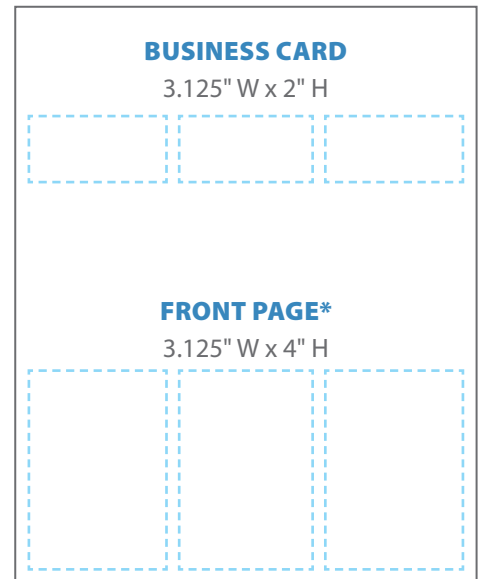 BUSINESS CARD
3.125" W x 2" H
FRONT PAGE*
3.125" W x 4" H